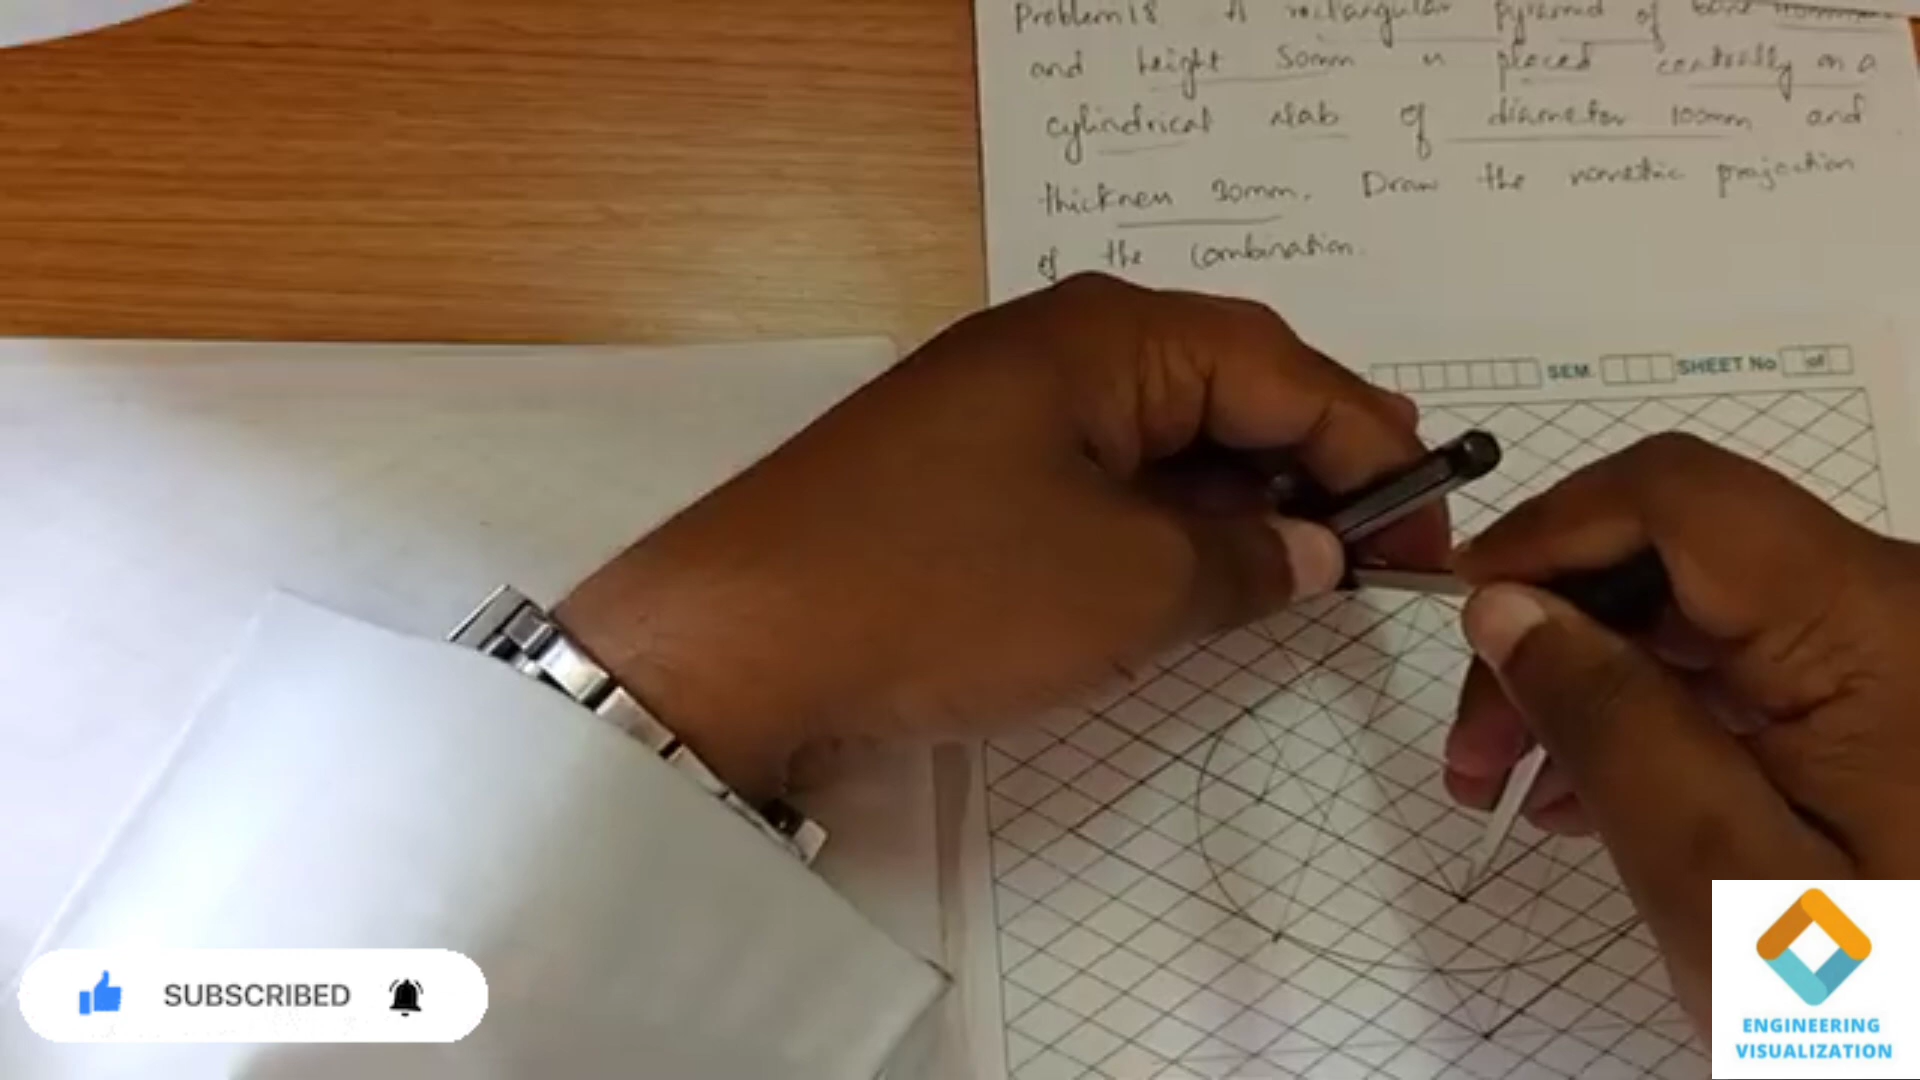 Problem 18 A rectangular pyramid of base
and height 50mm is placed centrally on a
cylindrical slab of diameter 100mm and
thickness 30mm. Draw the isometric projection
of the combination.
SEM SHEET No
SUBSCRIBED
ENGINEERING
VISUALIZATION